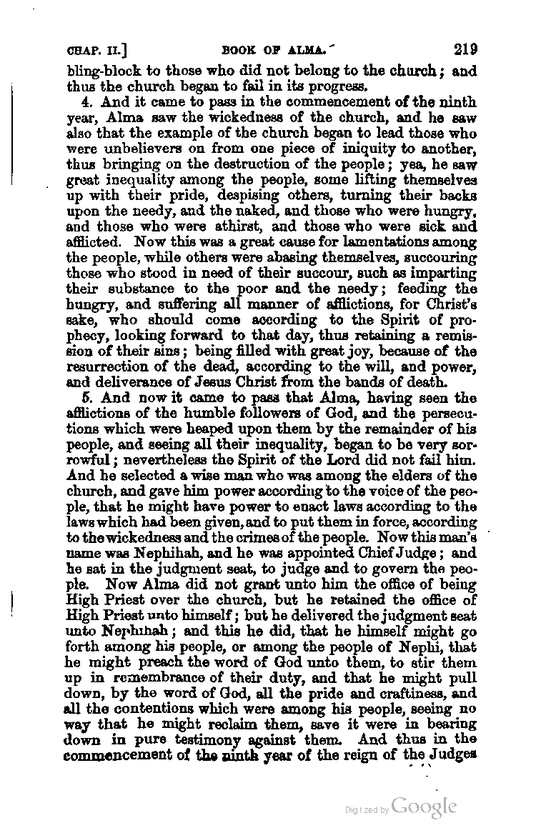 CHAP. II.] BOOK OF ALMA. 219
bling-block to those who did not belong to the church; and
thus the church began to fail in its progress.
4. And it came to pass in the commencement of the ninth
year, Alma saw the wickedness of the church, and he saw
also that the example of the church began to lead those who
were unbelievers on from one piece of iniquity to another,
thus bringing on the destruction of the people; yea, he saw
great inequality among the people, some lifting themselves
up with their pride, despising others, turning their backs
upon the needy, and the naked, and those who were hungry,
and those who were athirst, and those who were sick and
afflicted. Now this was a great cause for lamentations among
the people, while others were abasing themselves, succouring
those who stood in need of their succour, such as imparting
their substance to the poor and the needy; feeding the
hungry, and suffering all manner of afflictions, for Christ's
sake, who should come according to the Spirit of pro-
phecy, looking forward to that day, thus retaining a remis-
sion of their sins; being filled with great joy, because of the
resurrection of the dead, according to the will, and power,
and deliverance of Jesus Christ from the bands of death.
5. And now it came to pass that Alma, having seen the
afflictions of the humble followers of God, and the persecu-
tions which were heaped upon them by the remainder of his
people, and seeing all their inequality, began to be very sor-
rowful; nevertheless the Spirit of the Lord did not fail him.
And he selected a wise man who was among the elders of the
church, and gave him power according to the voice of the peo-
ple, that he might have power to enact laws according to the
laws which had been given, and to put them in force, according
to the wickedness and the crimes of the people. Now this man's
name was Nephihah, and he was appointed Chief Judge; and
he sat in the judgment seat, to judge and to govern the peo-
ple. Now Alma did not grant unto him the office of being
High Priest over the church, but he retained the office of
High Priest unto himself; but he delivered the judgment seat
unto Nephihah; and this he did, that he himself might go
forth among his people, or among the people of Nephi, that
he might preach the word of God unto them, to stir them
up in remembrance of their duty, and that he might pull
down, by the word of God, all the pride and craftiness, and
all the contentions which were among his people, seeing no
way that he might reclaim them, save it were in bearing
down in pure testimony against them. And thus in the
commencement of the ninth year of the reign of the Judges
Digitized by Google